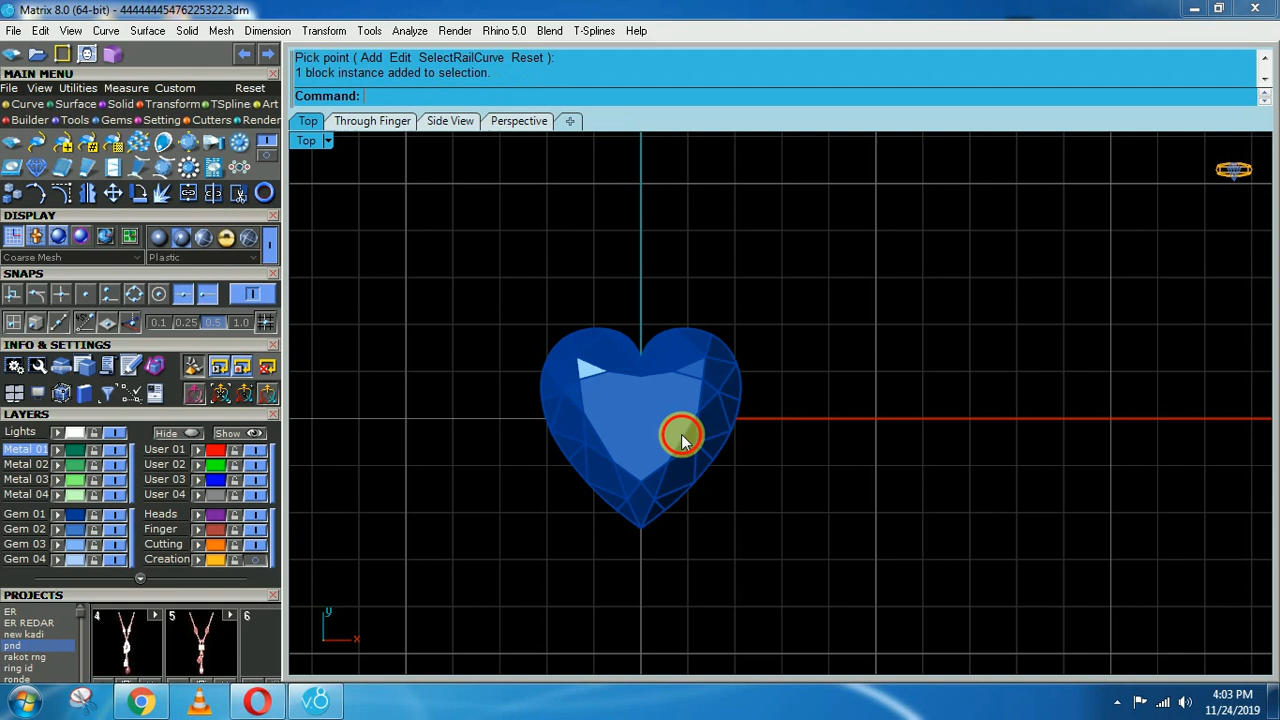 Matrix 8.0 (64-bit) - 44444445476225322.3dm
File Edit View Curve Surface Solid Mesh Dimension Transform Tools Analyze Render Rhino 5.0 Blend T-Splines Help
Pick point ( Add Edit SelectRailCurve Reset ):
1 block instance added to selection.
Command:
MAIN MENU
File View Utilities Measure Custom Reset
Curve Surface Solid Transform TSpline Art
Builder Tools Gems Setting Cutters Render
Top Through Finger Side View Perspective
Top
DISPLAY
Coarse Mesh Plastic
SNAPS
0.1 0.25 0.5 1.0
INFO & SETTINGS
LAYERS
Lights Hide Show
Metal 01 User 01
Metal 02 User 02
Metal 03 User 03
Metal 04 User 04
Gem 01 Heads
Gem 02 Finger
Gem 03 Cutting
Gem 04 Creation
PROJECTS
ER
ER REDAR
new kadi
pnd
rakot rng
ring id
ronde
4 5 6
y
x
v8
4:03 PM
11/24/2019